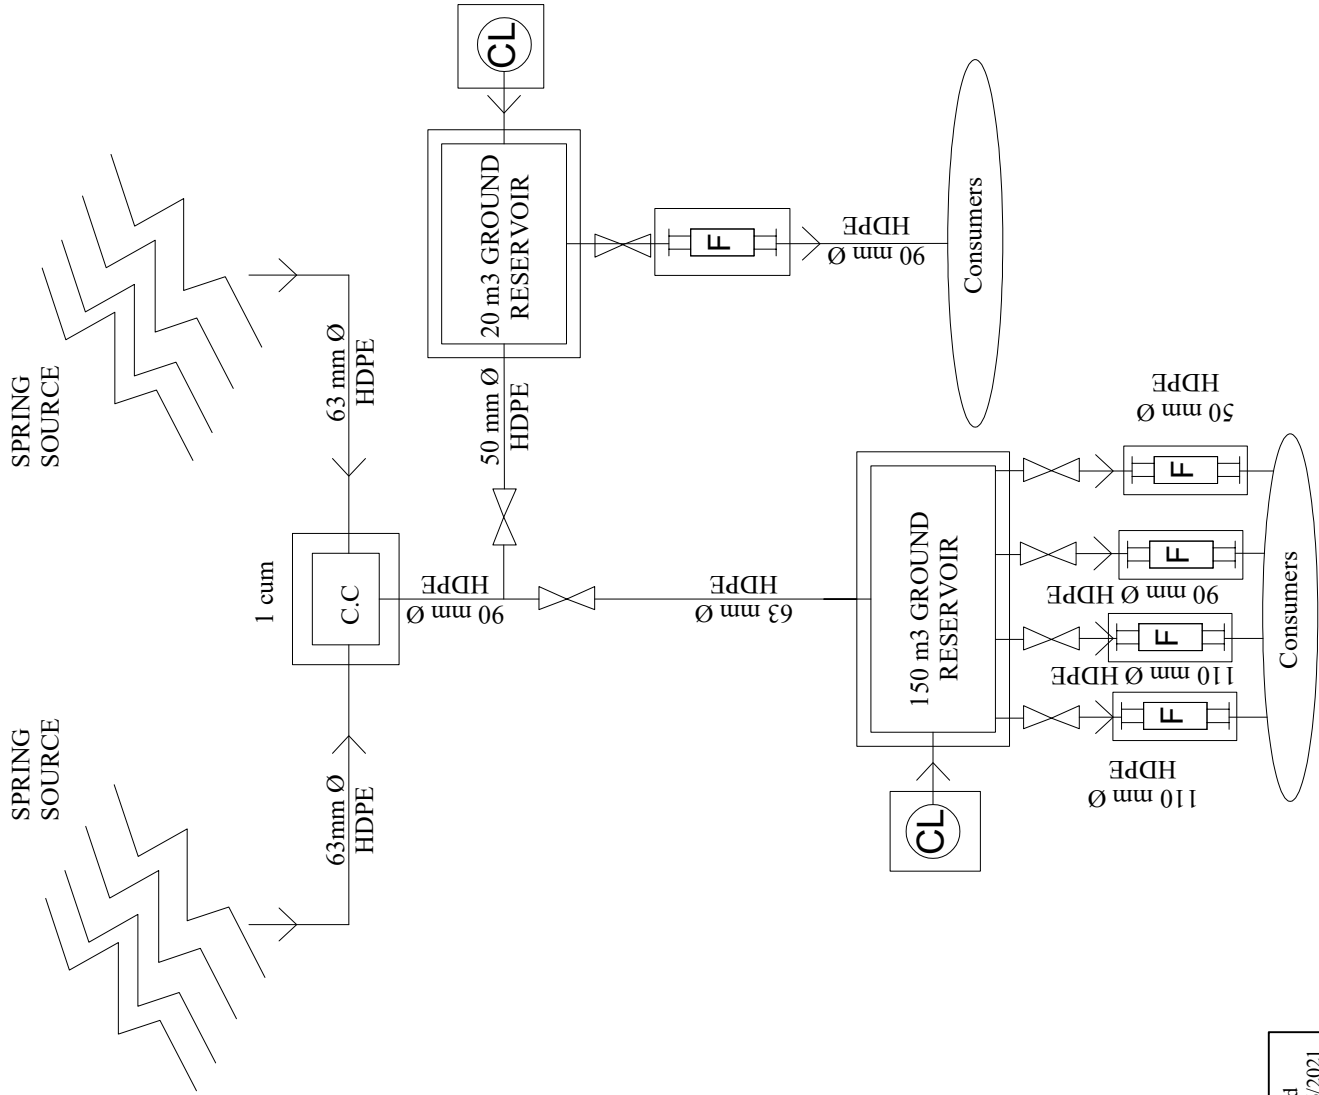 SPRING
SOURCE
SPRING
SOURCE
63mm Ø
HDPE
63 mm Ø
HDPE
1 cum
C.C
90 mm Ø
HDPE
50 mm Ø
HDPE
20 m3 GROUND
RESERVOIR
CL
F
90 mm Ø
HDPE
Consumers
63 mm Ø
HDPE
150 m3 GROUND
RESERVOIR
CL
110 mm Ø
HDPE
F
110 mm Ø HDPE
F
90 mm Ø HDPE
F
50 mm Ø
HDPE
F
Consumers
/2021